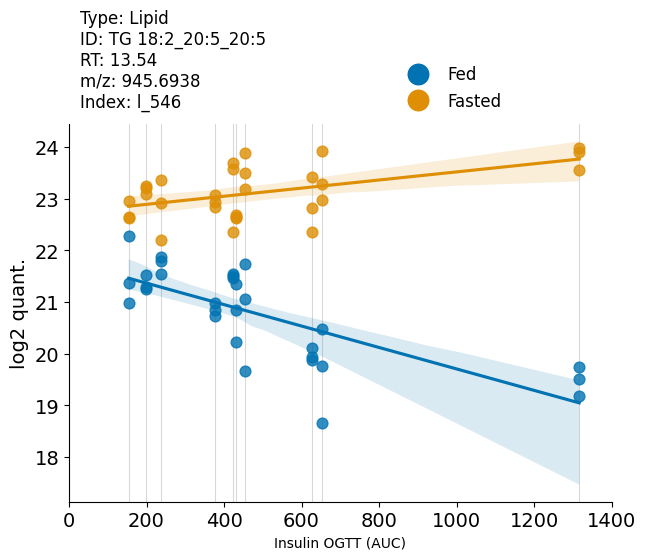 Type: Lipid
ID: TG 18:2_20:5_20:5
RT: 13.54
m/z: 945.6938
Index: l_546
Fed
Fasted
24
23
22
21
20
19
18
log2 quant.
0 200 400 600 800 1000 1200 1400
Insulin OGTT (AUC)